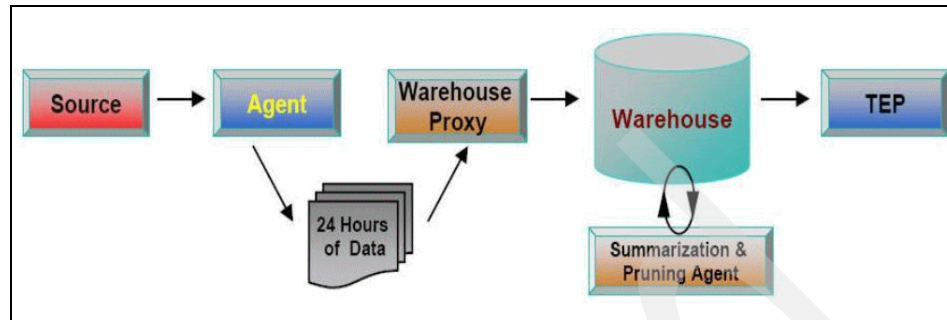 Source
Agent
24 Hours
of Data
Warehouse
Proxy
Warehouse
TEP
Summarization &
Pruning Agent